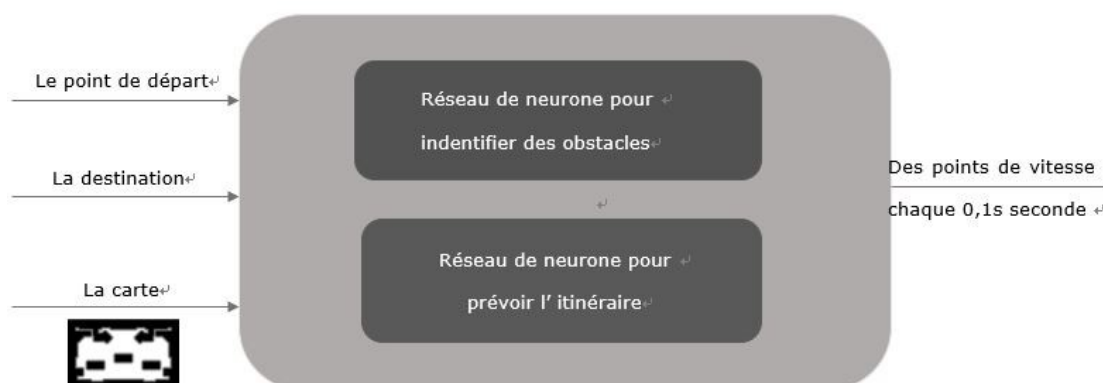 Le point de départ
La destination
La carte
Réseau de neurone pour
indentifier des obstacles
Réseau de neurone pour
prévoir l' itinéraire
Des points de vitesse
chaque 0,1s seconde